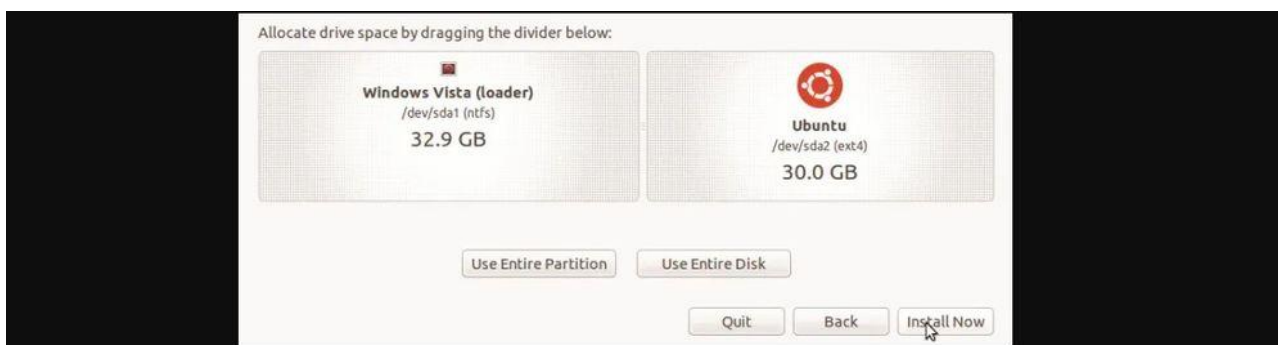 Allocate drive space by dragging the divider below:
Windows Vista (loader)
/dev/sda1 (ntfs)
32.9 GB
Ubuntu
/dev/sda2 (ext4)
30.0 GB
Use Entire Partition
Use Entire Disk
Quit
Back
Install Now